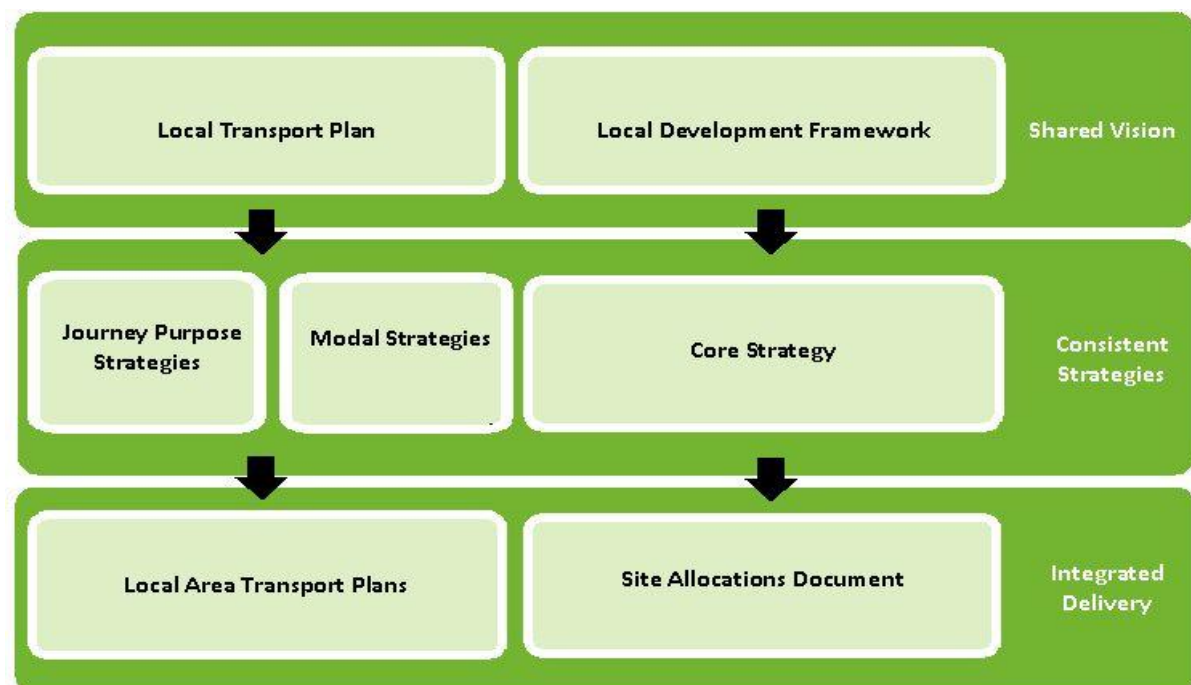 Local Transport Plan
Local Development Framework
Shared Vision
Journey Purpose
Strategies
Modal Strategies
Core Strategy
Consistent
Strategies
Local Area Transport Plans
Site Allocations Document
Integrated
Delivery